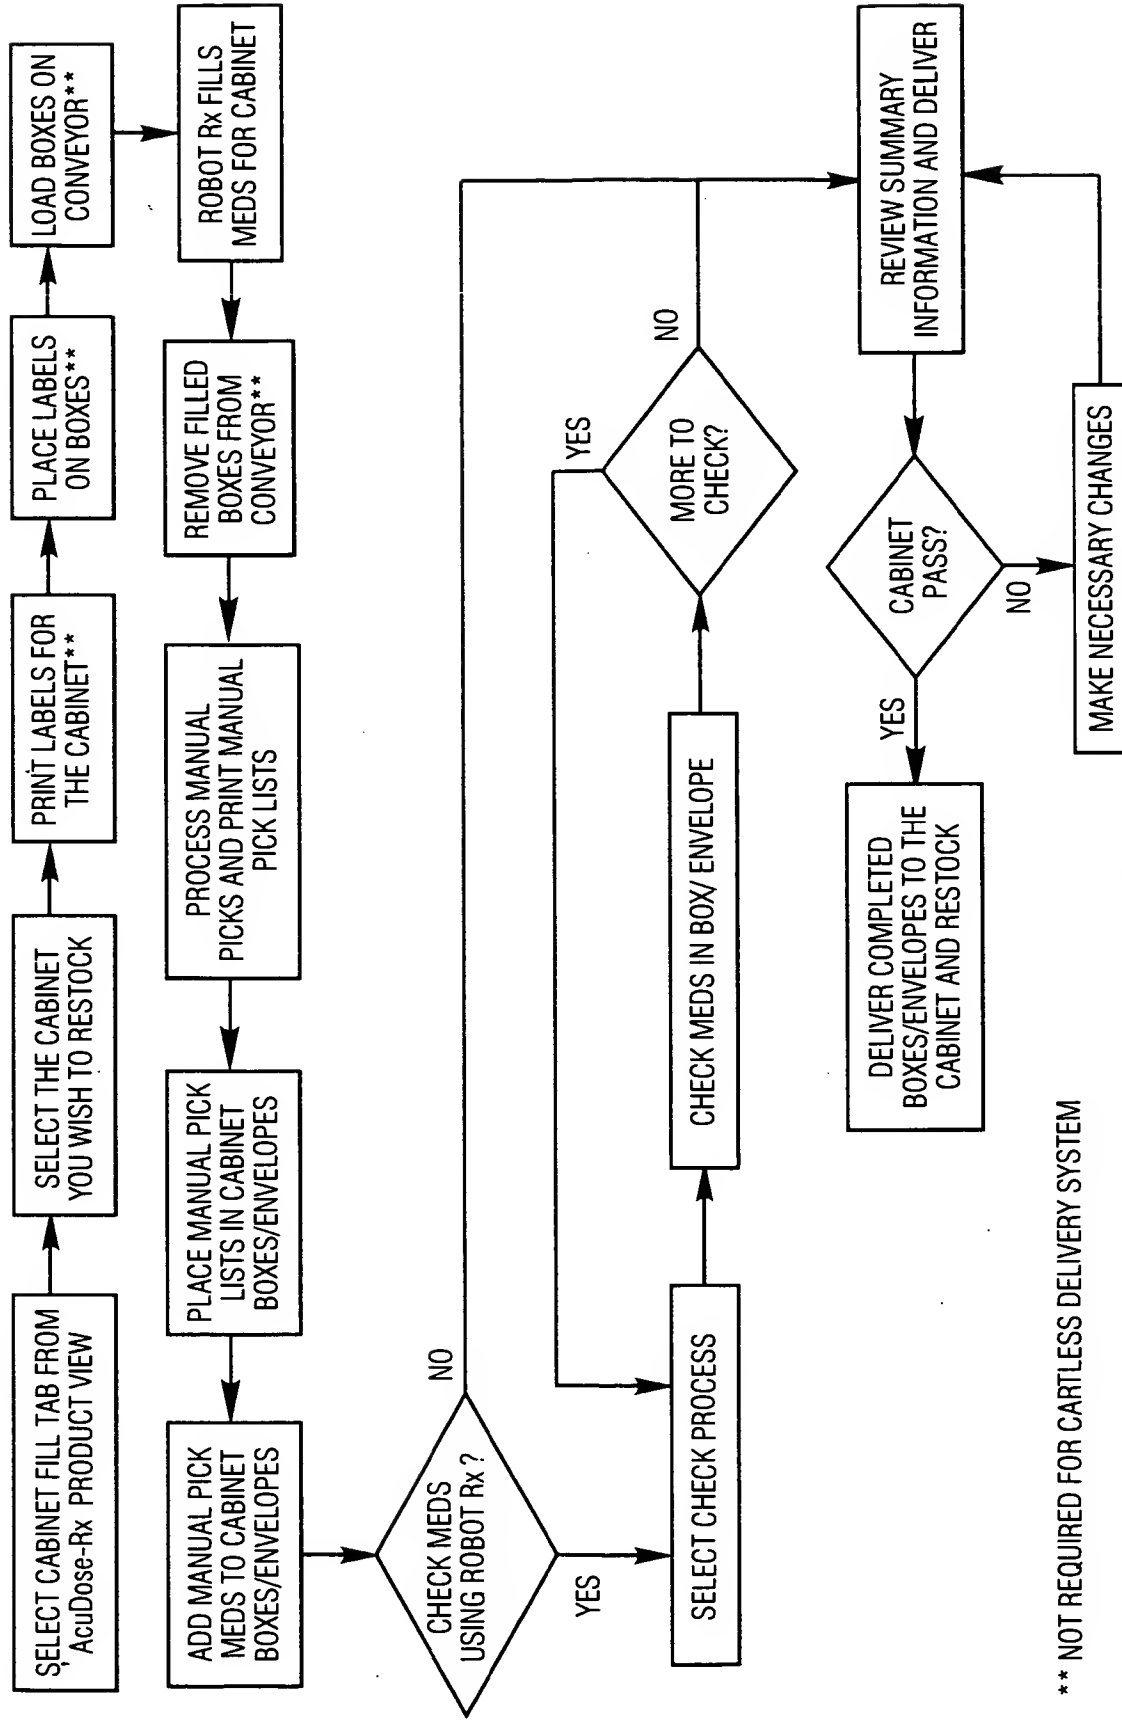 SELECT CABINET FILL TAB FROM
AcuDose-Rx PRODUCT VIEW
SELECT THE CABINET
YOU WISH TO RESTOCK
PRINT LABELS FOR
THE CABINET**
PLACE LABELS
ON BOXES**
LOAD BOXES ON
CONVEYOR**
ROBOT Rx FILLS
MEDS FOR CABINET
REMOVE FILLED
BOXES FROM
CONVEYOR**
PROCESS MANUAL
PICKS AND PRINT MANUAL
PICK LISTS
PLACE MANUAL PICK
LISTS IN CABINET
BOXES/ENVELOPES
ADD MANUAL PICK
MEDS TO CABINET
BOXES/ENVELOPES
CHECK MEDS
USING ROBOT Rx ?
NO
YES
SELECT CHECK PROCESS
CHECK MEDS IN BOX/ ENVELOPE
MORE TO
CHECK?
YES
NO
REVIEW SUMMARY
INFORMATION AND DELIVER
CABINET
PASS?
YES
NO
MAKE NECESSARY CHANGES
DELIVER COMPLETED
BOXES/ENVELOPES TO THE
CABINET AND RESTOCK
** NOT REQUIRED FOR CARTLESS DELIVERY SYSTEM